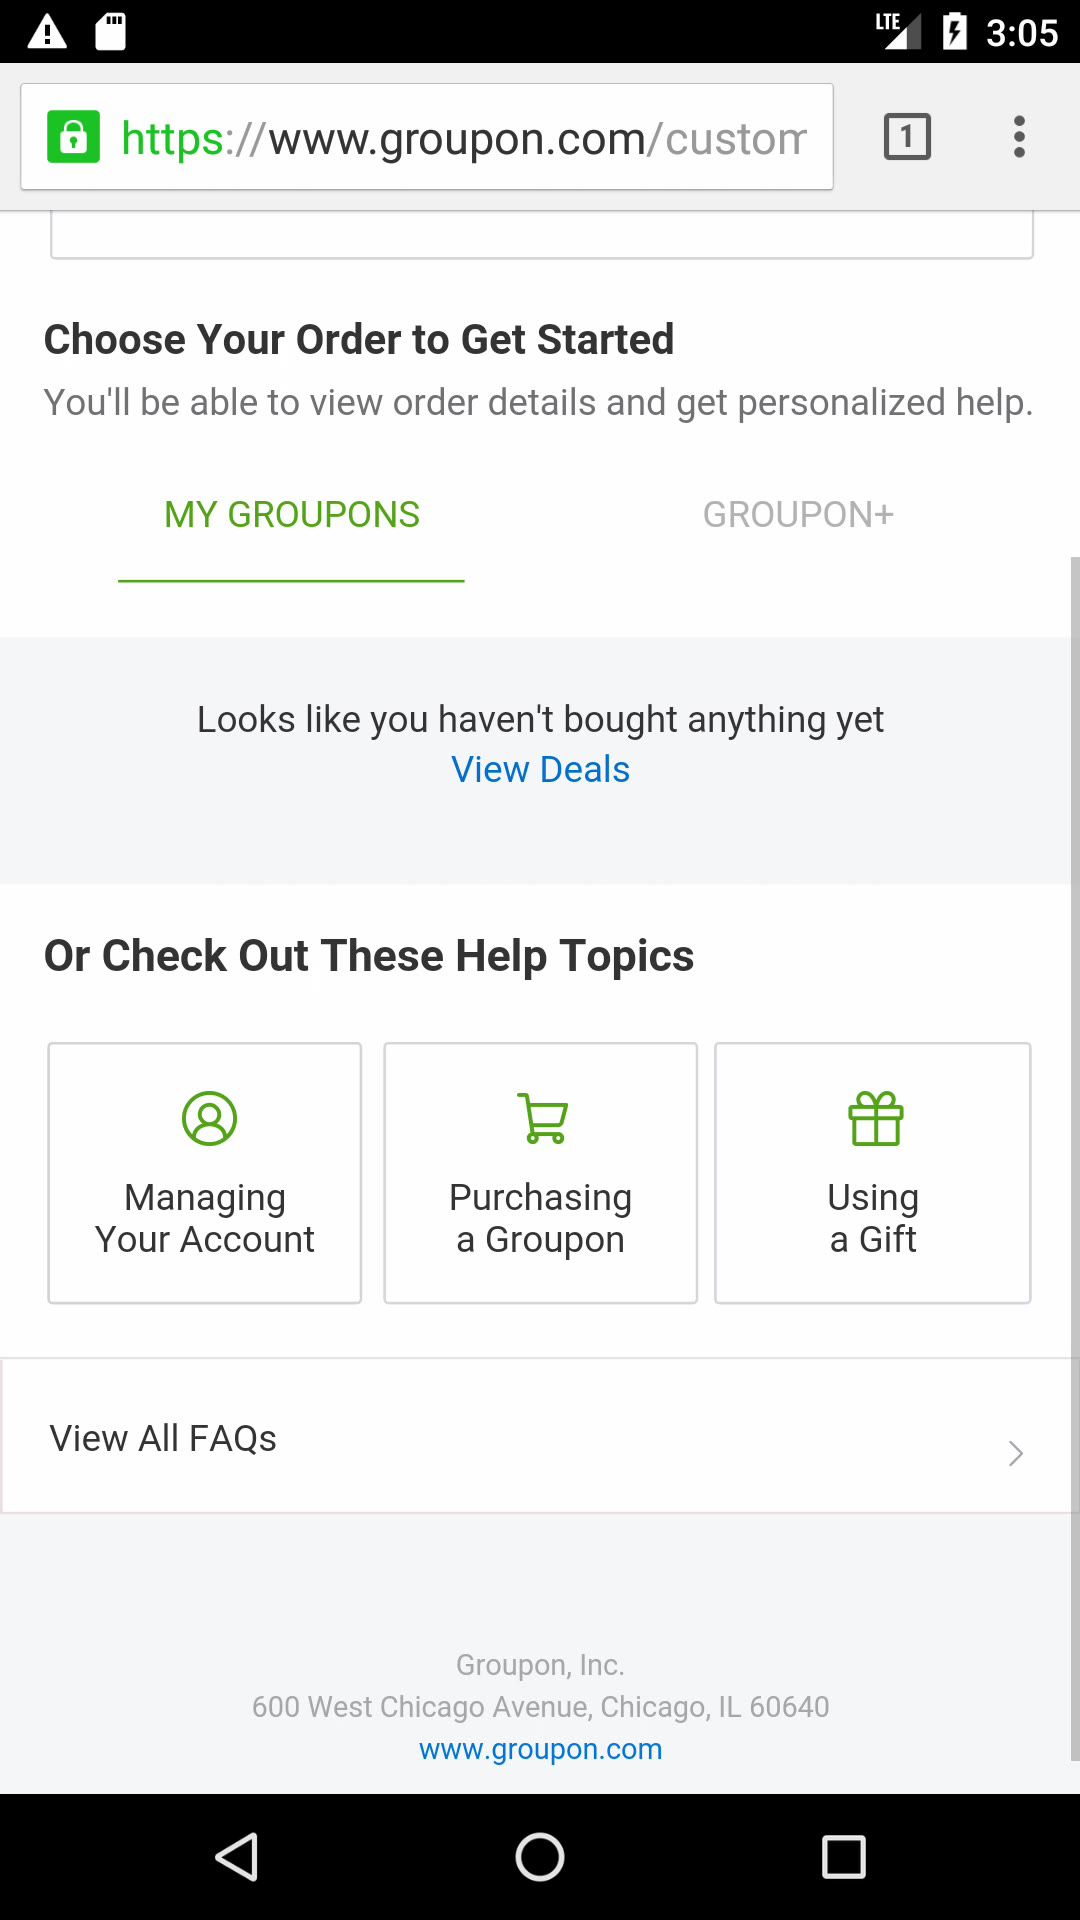 LTE 3:05
https://www.groupon.com/custom 1
Choose Your Order to Get Started
You'll be able to view order details and get personalized help.
MY GROUPONS GROUPON+
Looks like you haven't bought anything yet
View Deals
Or Check Out These Help Topics
Managing
Your Account
Purchasing
a Groupon
Using
a Gift
View All FAQs
Groupon, Inc.
600 West Chicago Avenue, Chicago, IL 60640
www.groupon.com